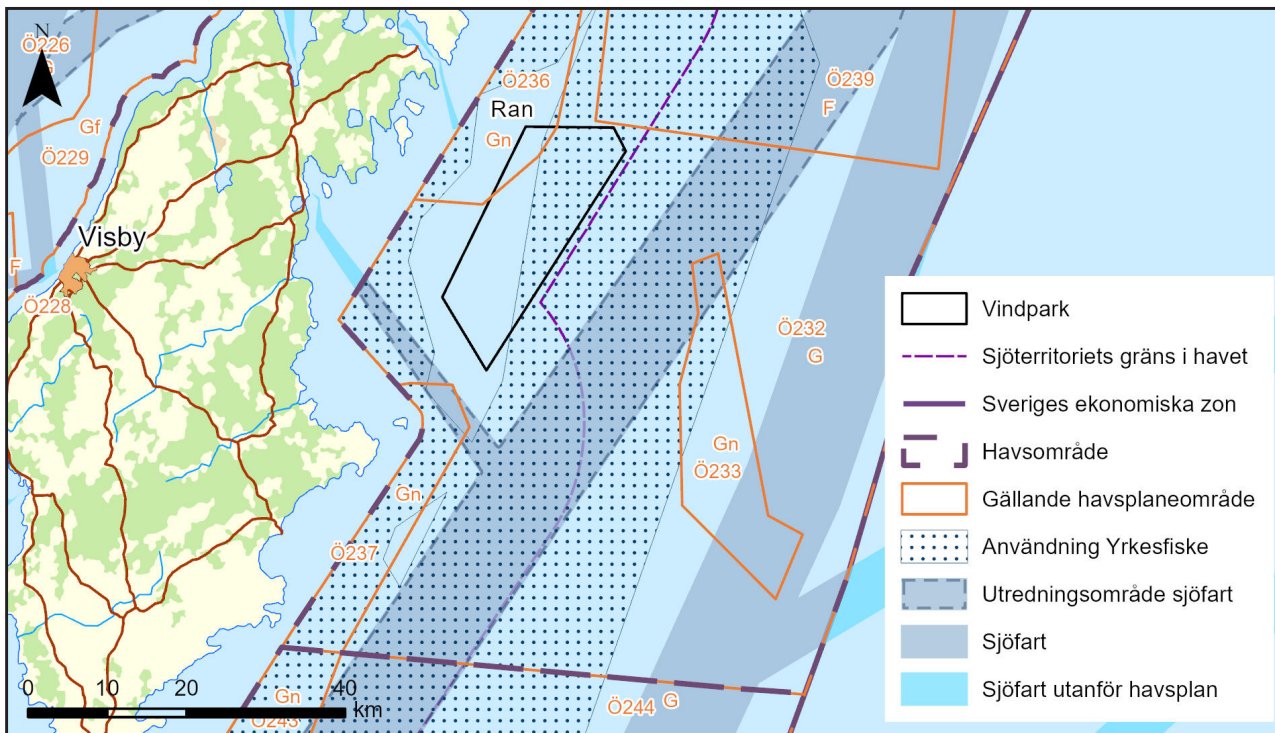 N
Ö226
Gf
Ö229
F
Visby
Ö228
Ö236
Ran
Gn
Ö239
F
Ö232
G
Gn
Ö233
Gn
Ö237
Gn
Ö243
Ö244
G
0
10
20
40
km
Vindpark
Sjöterritoriets gräns i havet
Sveriges ekonomiska zon
Havsområde
Gällande havsplaneområde
Användning Yrkesfiske
Utredningsområde sjöfart
Sjöfart
Sjöfart utanför havsplan